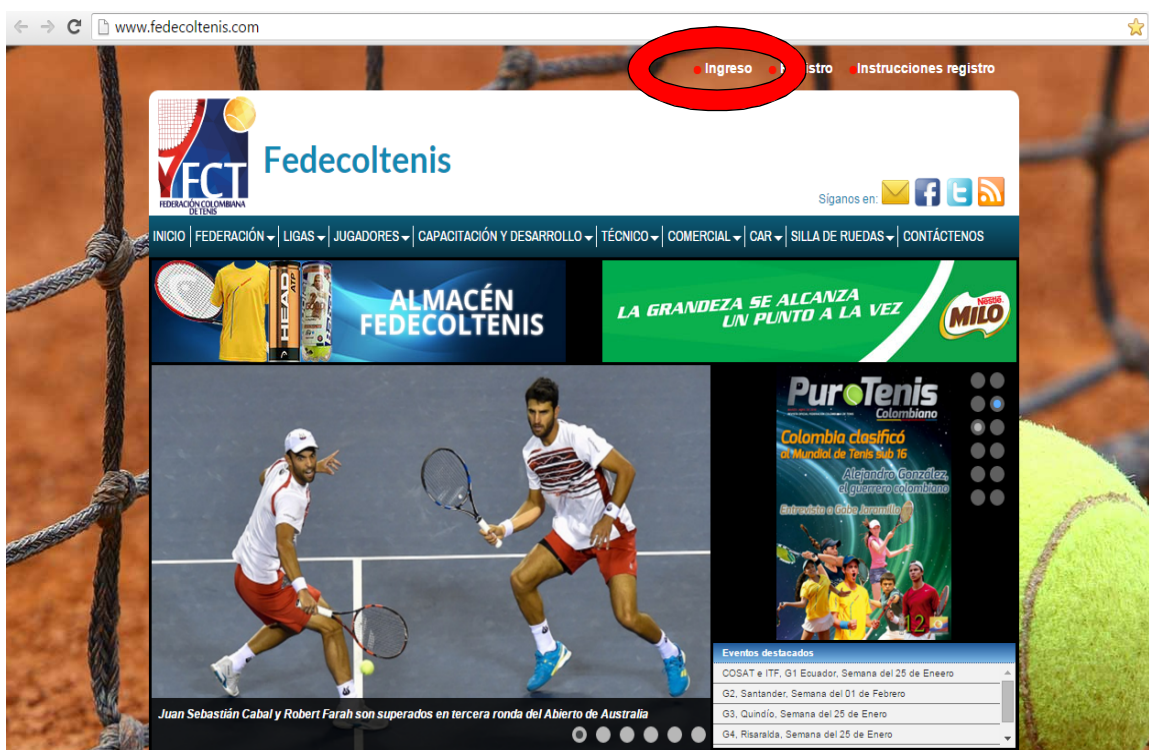 www.fedecoltenis.com
Ingreso
Instrucciones registro
FCT
FEDERACIÓN COLOMBIANA
DE TENIS
Fedecoltenis
Síganos en:
INICIO FEDERACIÓN LIGAS JUGADORES CAPACITACIÓN Y DESARROLLO TÉCNICO COMERCIAL CAR SILLA DE RUEDAS CONTÁCTENOS
HEAD
ATP
ALMACÉN
FEDECOLTENIS
LA GRANDEZA SE ALCANZA
UN PUNTO A LA VEZ
Nestlé
MILO
PuroTenis
Colombiano
Colombia clasificó
al Mundial de Tenis sub 16
Alejandro González,
el guerrero colombiano
Entrevista a Gabe Jaramillo
12
Eventos destacados
COSAT e ITF, G1 Ecuador, Semana del 25 de Eneero
G2, Santander, Semana del 01 de Febrero
G3, Quindío, Semana del 25 de Enero
G4, Risaralda, Semana del 25 de Enero
Juan Sebastián Cabal y Robert Farah son superados en tercera ronda del Abierto de Australia